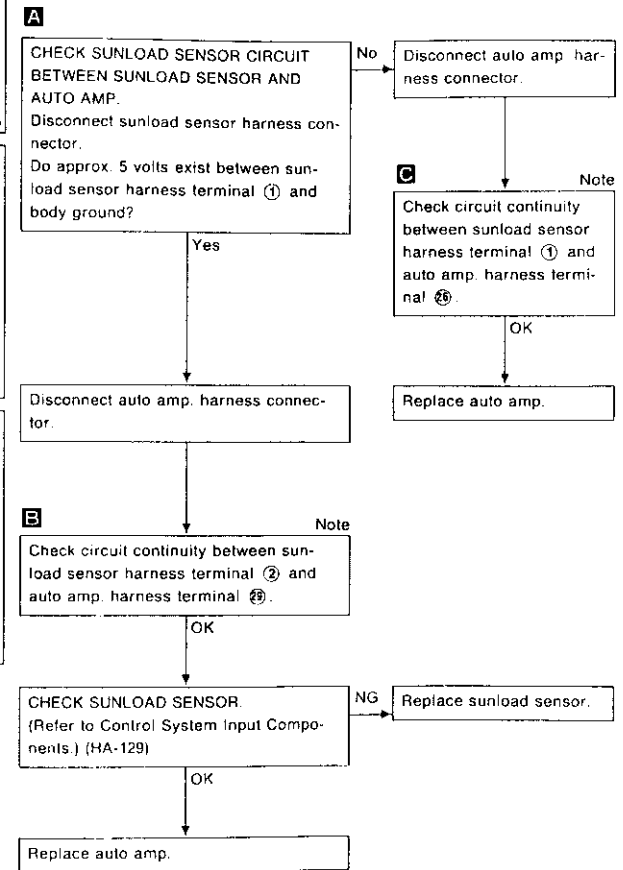 A
CHECK SUNLOAD SENSOR CIRCUIT
BETWEEN SUNLOAD SENSOR AND
AUTO AMP.
Disconnect sunload sensor harness con-
nector.
Do approx. 5 volts exist between sun-
load sensor harness terminal ① and
body ground?
No
Disconnect auto amp har-
ness connector.
C
Note
Check circuit continuity
between sunload sensor
harness terminal ① and
auto amp. harness termi-
nal ㉖.
OK
Replace auto amp.
Yes
Disconnect auto amp. harness connec-
tor.
B
Note
Check circuit continuity between sun-
load sensor harness terminal ② and
auto amp. harness terminal ㉙.
OK
CHECK SUNLOAD SENSOR.
(Refer to Control System Input Compo-
nents.) (HA-129)
NG
Replace sunload sensor.
OK
Replace auto amp.